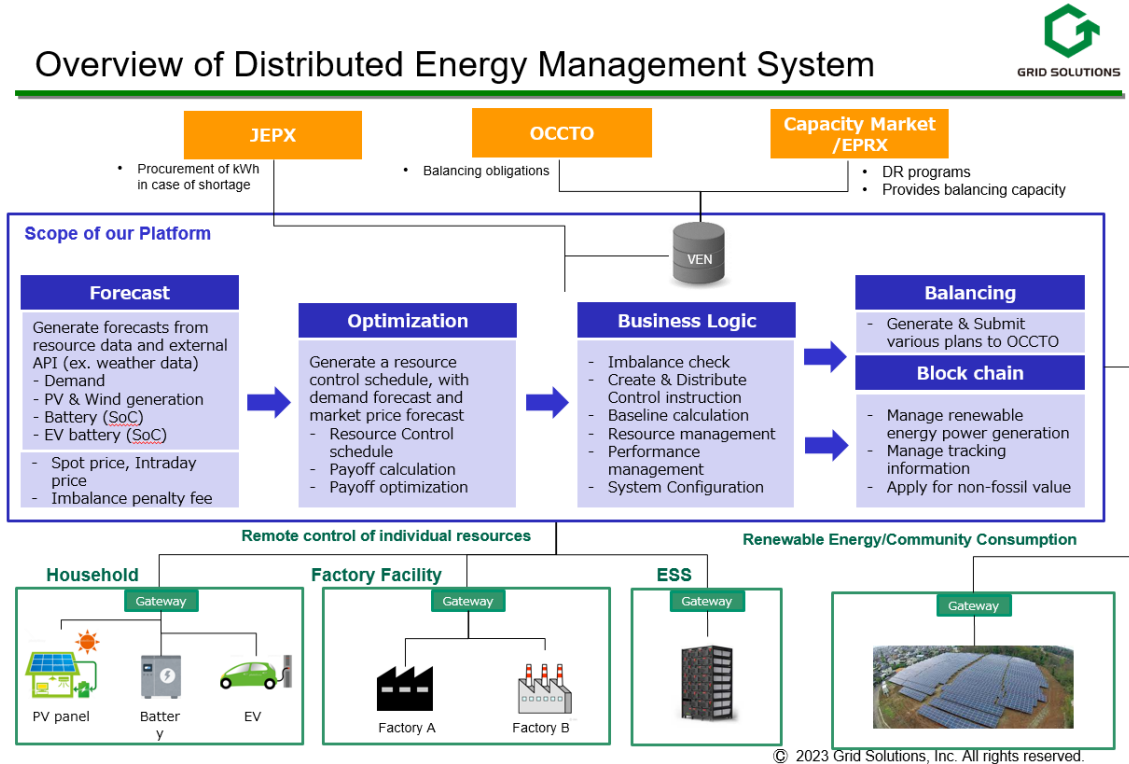 GRID SOLUTIONS
Overview of Distributed Energy Management System
JEPX
OCCTO
Capacity Market
/EPRX
• Procurement of kWh
in case of shortage
• Balancing obligations
• DR programs
• Provides balancing capacity
Scope of our Platform
VEN
Forecast
Generate forecasts from
resource data and external
API (ex. weather data)
- Demand
- PV & Wind generation
- Battery (SoC)
- EV battery (SoC)
- Spot price, Intraday
price
- Imbalance penalty fee
Optimization
Generate a resource
control schedule, with
demand forecast and
market price forecast
- Resource Control
schedule
- Payoff calculation
- Payoff optimization
Business Logic
- Imbalance check
- Create & Distribute
Control instruction
- Baseline calculation
- Resource management
- Performance
management
- System Configuration
Balancing
- Generate & Submit
various plans to OCCTO
Block chain
- Manage renewable
energy power generation
- Manage tracking
information
- Apply for non-fossil value
Remote control of individual resources
Renewable Energy/Community Consumption
Household
Gateway
PV panel
Batter
y
EV
Factory Facility
Gateway
Factory A
Factory B
ESS
Gateway
Gateway
© 2023 Grid Solutions, Inc. All rights reserved.